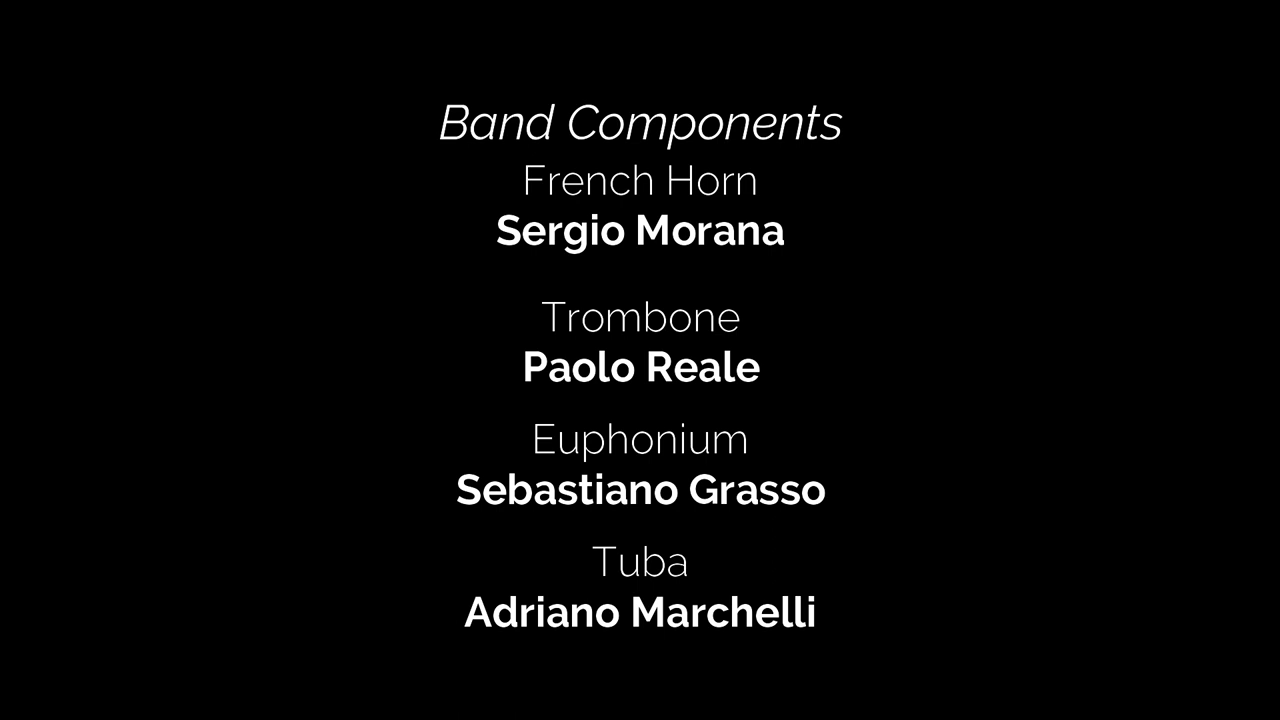 Band Components
French Horn
Sergio Morana
Trombone
Paolo Reale
Euphonium
Sebastiano Grasso
Tuba
Adriano Marchelli